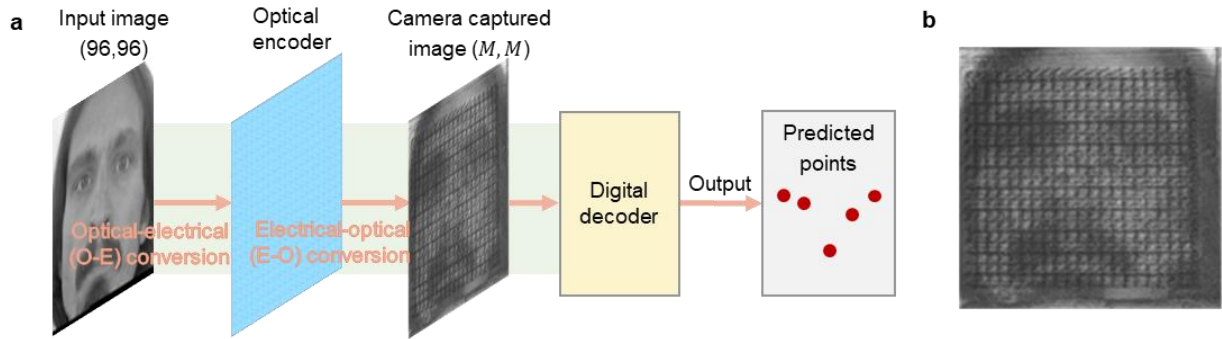 a
Input image
(96,96)
Optical
encoder
Camera captured
image (M, M)
Optical-electrical
(O-E) conversion
Electrical-optical
(E-O) conversion
Digital
decoder
Output
Predicted
points
b